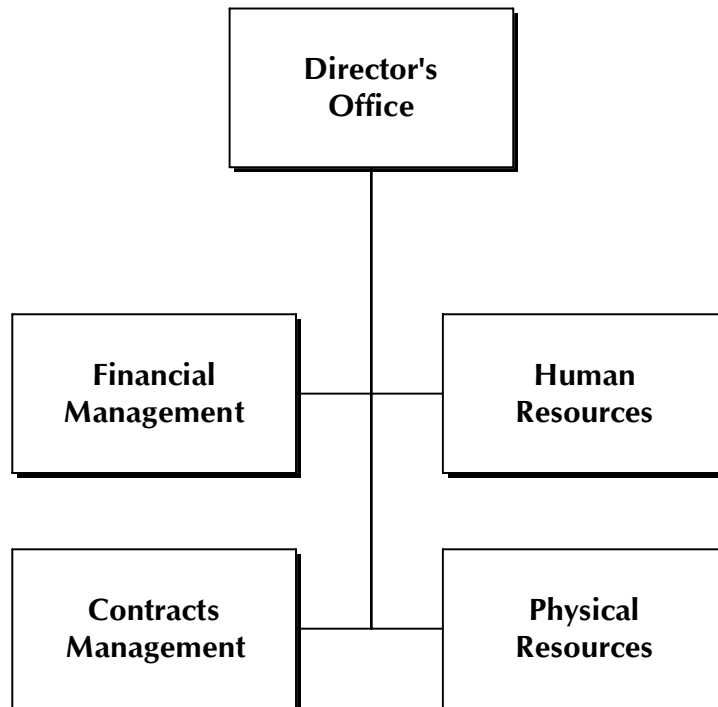 Director's
Office
Financial
Management
Human
Resources
Contracts
Management
Physical
Resources